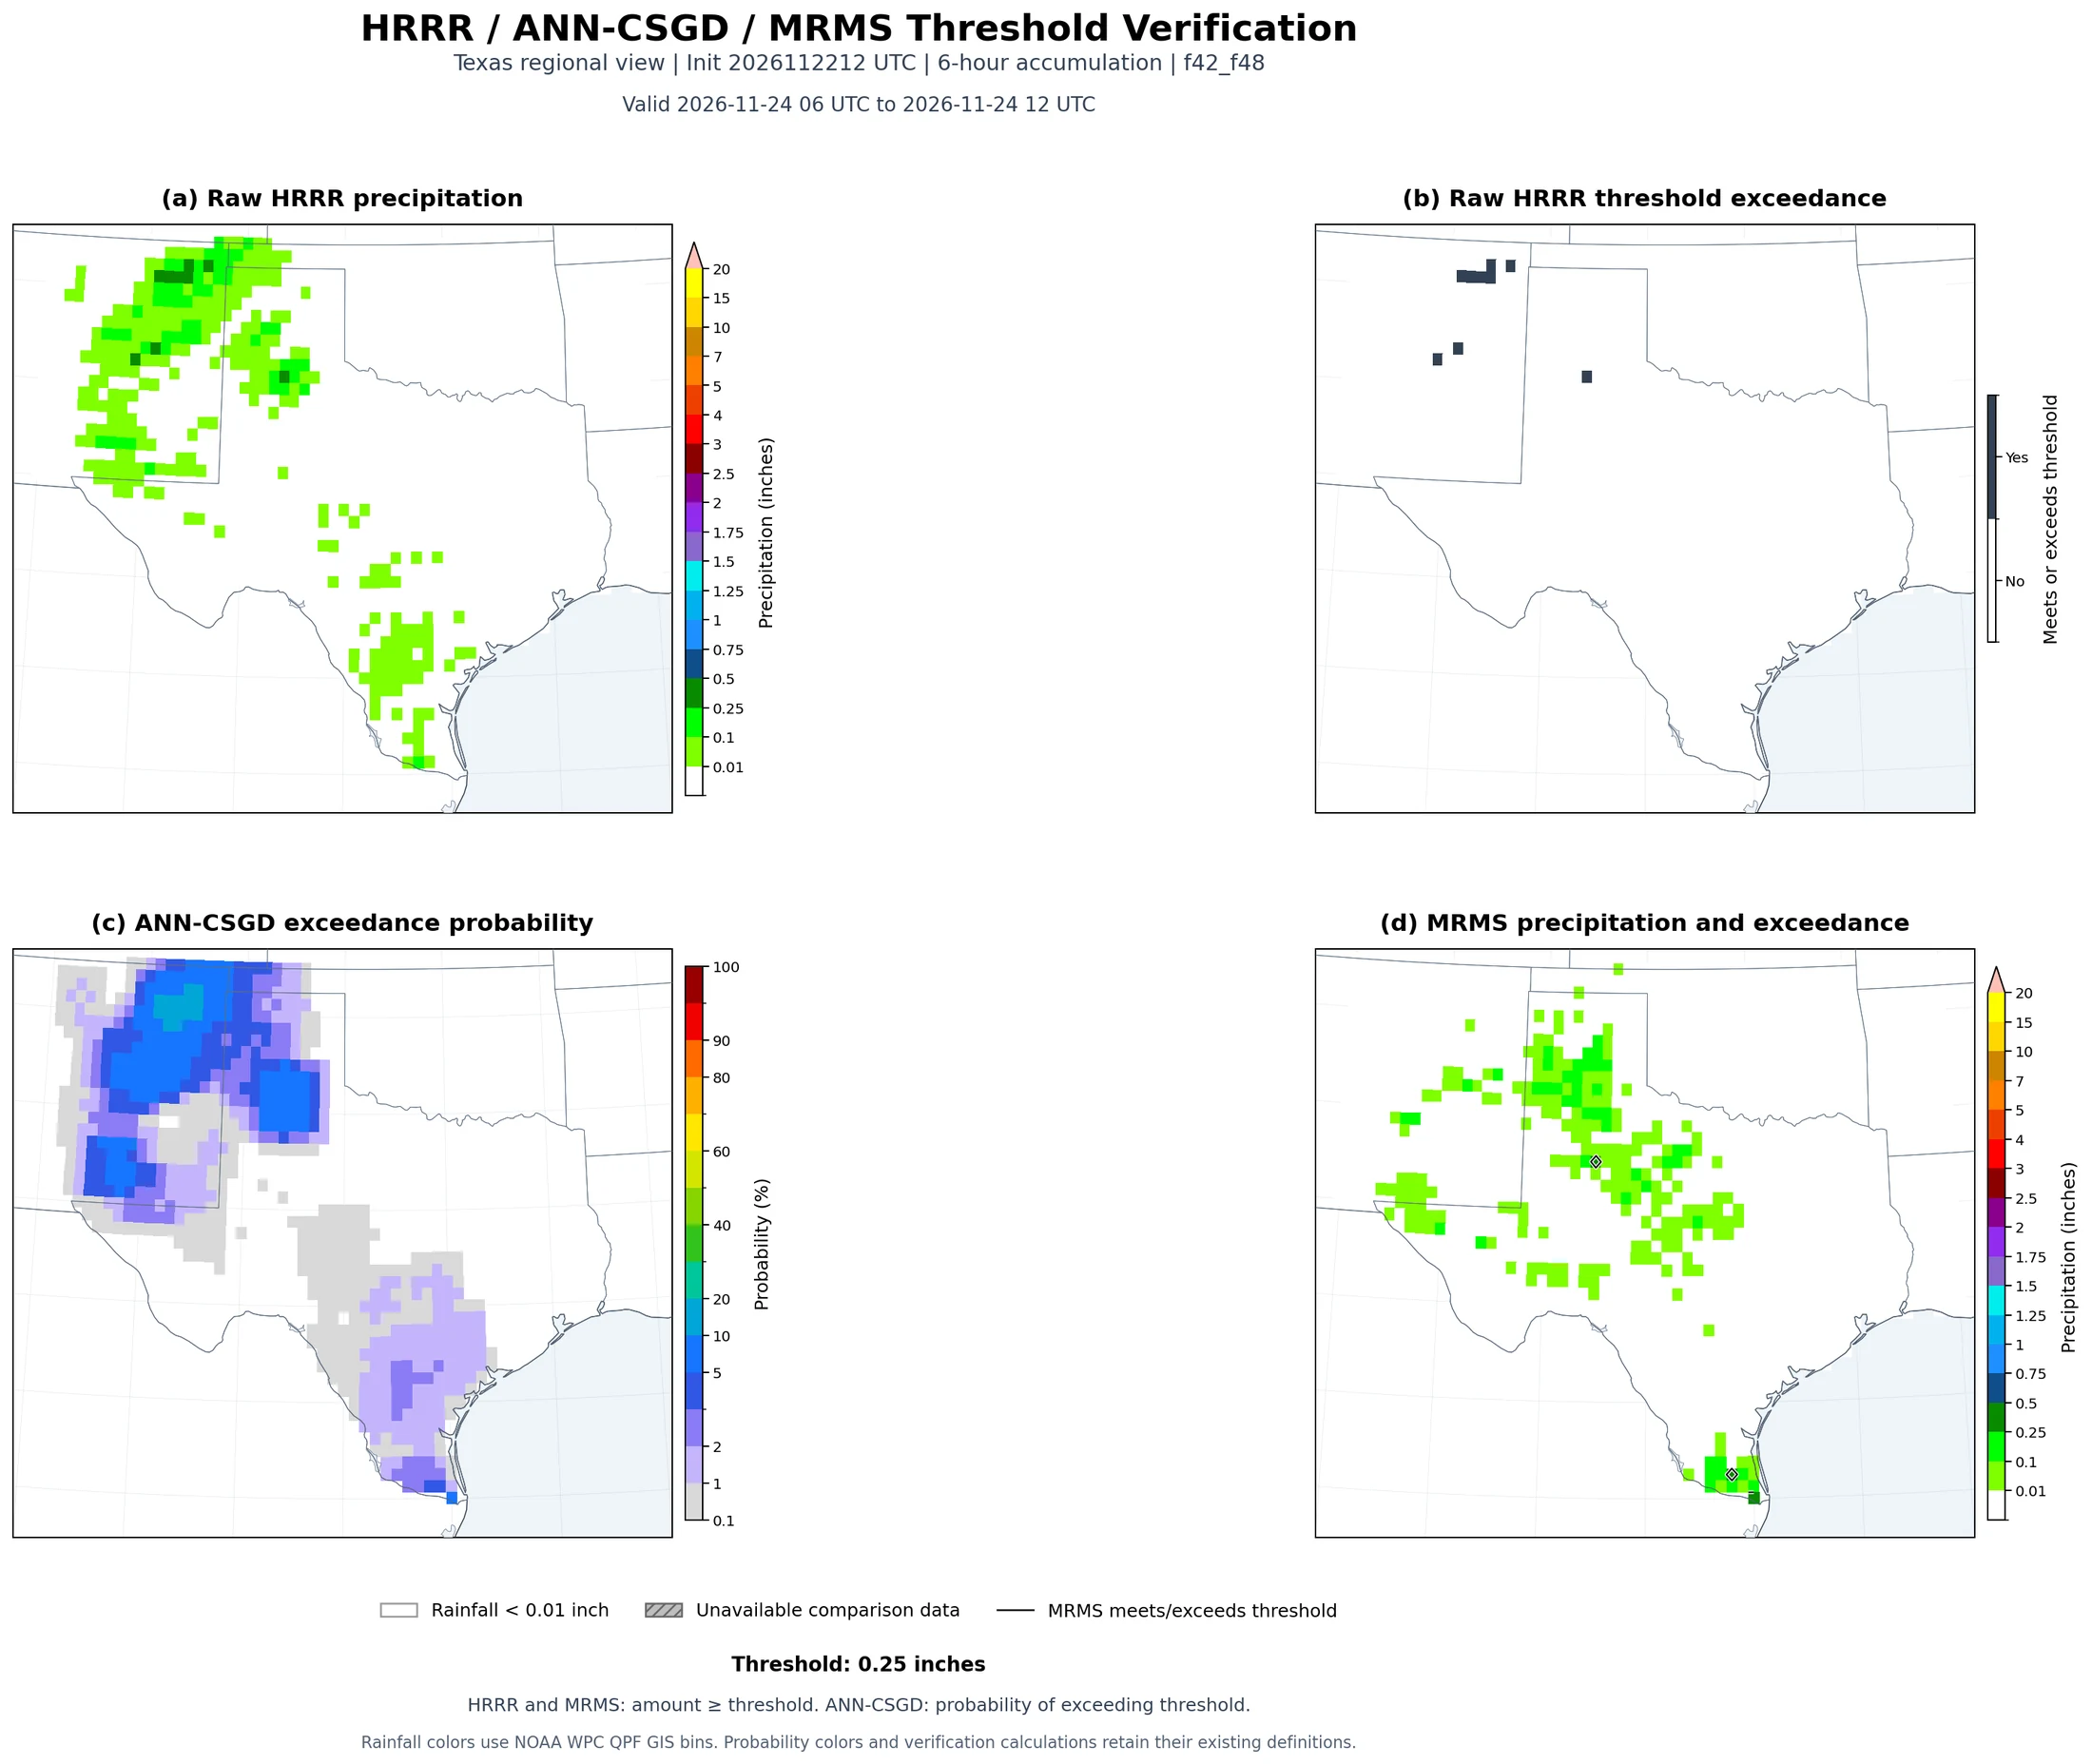 HRRR / ANN-CSGD / MRMS Threshold Verification
Texas regional view | Init 2026112212 UTC | 6-hour accumulation | f42_f48
Valid 2026-11-24 06 UTC to 2026-11-24 12 UTC
(a) Raw HRRR precipitation
20
15
10
7
5
4
3
2.5
2
1.75
1.5
1.25
1
0.75
0.5
0.25
0.1
0.01
Precipitation (inches)
(b) Raw HRRR threshold exceedance
Yes
No
Meets or exceeds threshold
(c) ANN-CSGD exceedance probability
100
90
80
60
40
20
10
5
2
1
0.1
Probability (%)
(d) MRMS precipitation and exceedance
20
15
10
7
5
4
3
2.5
2
1.75
1.5
1.25
1
0.75
0.5
0.25
0.1
0.01
Precipitation (inches)
Rainfall < 0.01 inch
Unavailable comparison data
MRMS meets/exceeds threshold
Threshold: 0.25 inches
HRRR and MRMS: amount ≥ threshold. ANN-CSGD: probability of exceeding threshold.
Rainfall colors use NOAA WPC QPF GIS bins. Probability colors and verification calculations retain their existing definitions.